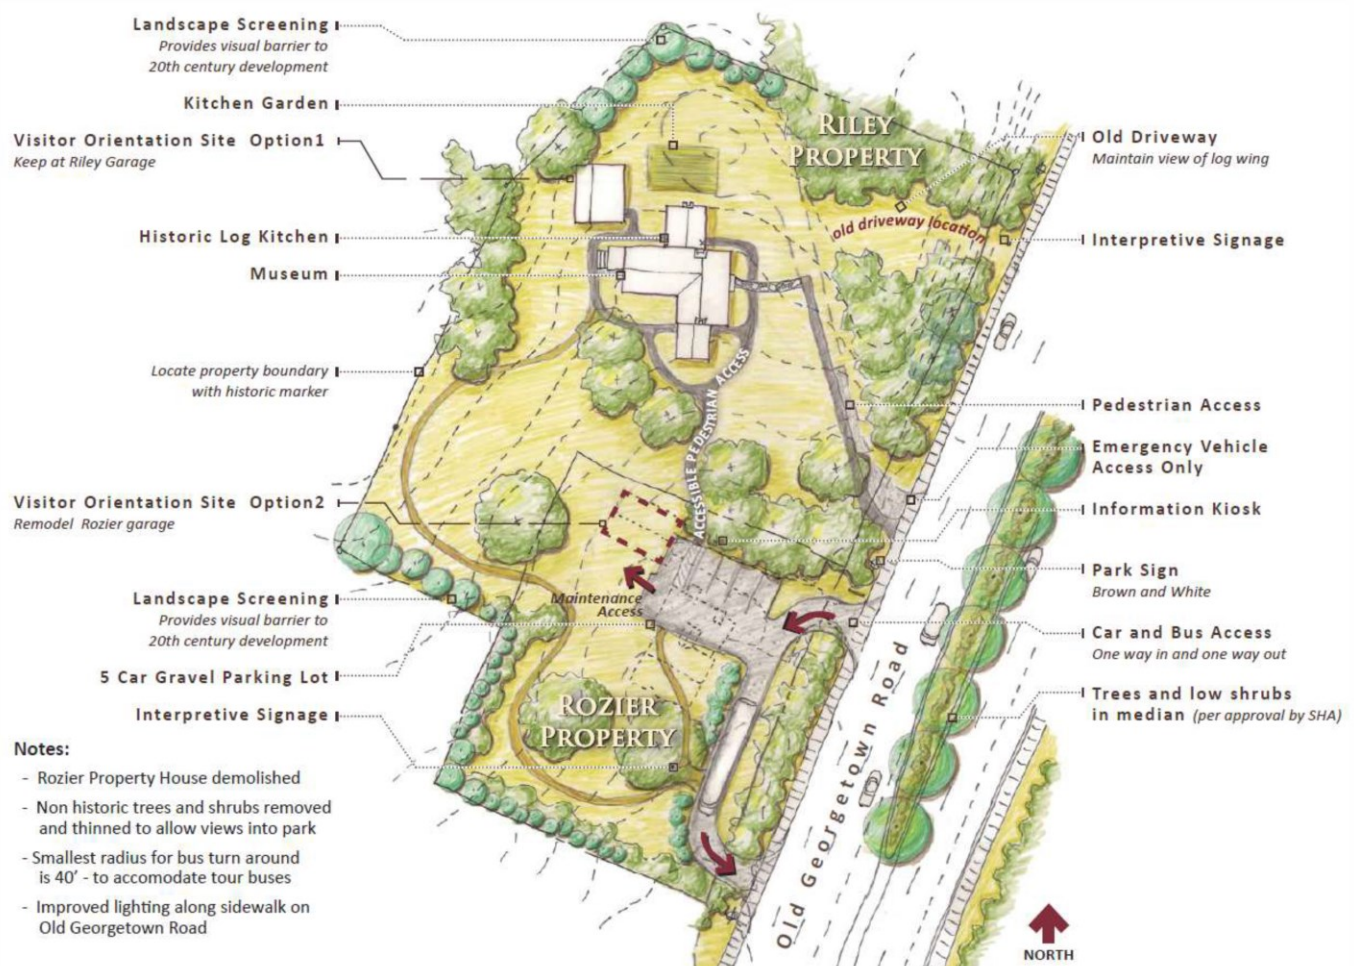 Landscape Screening
Provides visual barrier to
20th century development
Kitchen Garden
Visitor Orientation Site Option1
Keep at Riley Garage
Historic Log Kitchen
Museum
Locate property boundary
with historic marker
Visitor Orientation Site Option2
Remodel Rozier garage
Landscape Screening
Provides visual barrier to
20th century development
5 Car Gravel Parking Lot
Interpretive Signage
Notes:
- Rozier Property House demolished
- Non historic trees and shrubs removed
and thinned to allow views into park
- Smallest radius for bus turn around
is 40' - to accomodate tour buses
- Improved lighting along sidewalk on
Old Georgetown Road
RILEY
PROPERTY
old driveway location
ACCESSIBLE PEDESTRIAN ACCESS
Maintenance
Access
ROZIER
PROPERTY
Old Georgetown Road
Old Driveway
Maintain view of log wing
Interpretive Signage
Pedestrian Access
Emergency Vehicle
Access Only
Information Kiosk
Park Sign
Brown and White
Car and Bus Access
One way in and one way out
Trees and low shrubs
in median (per approval by SHA)
NORTH